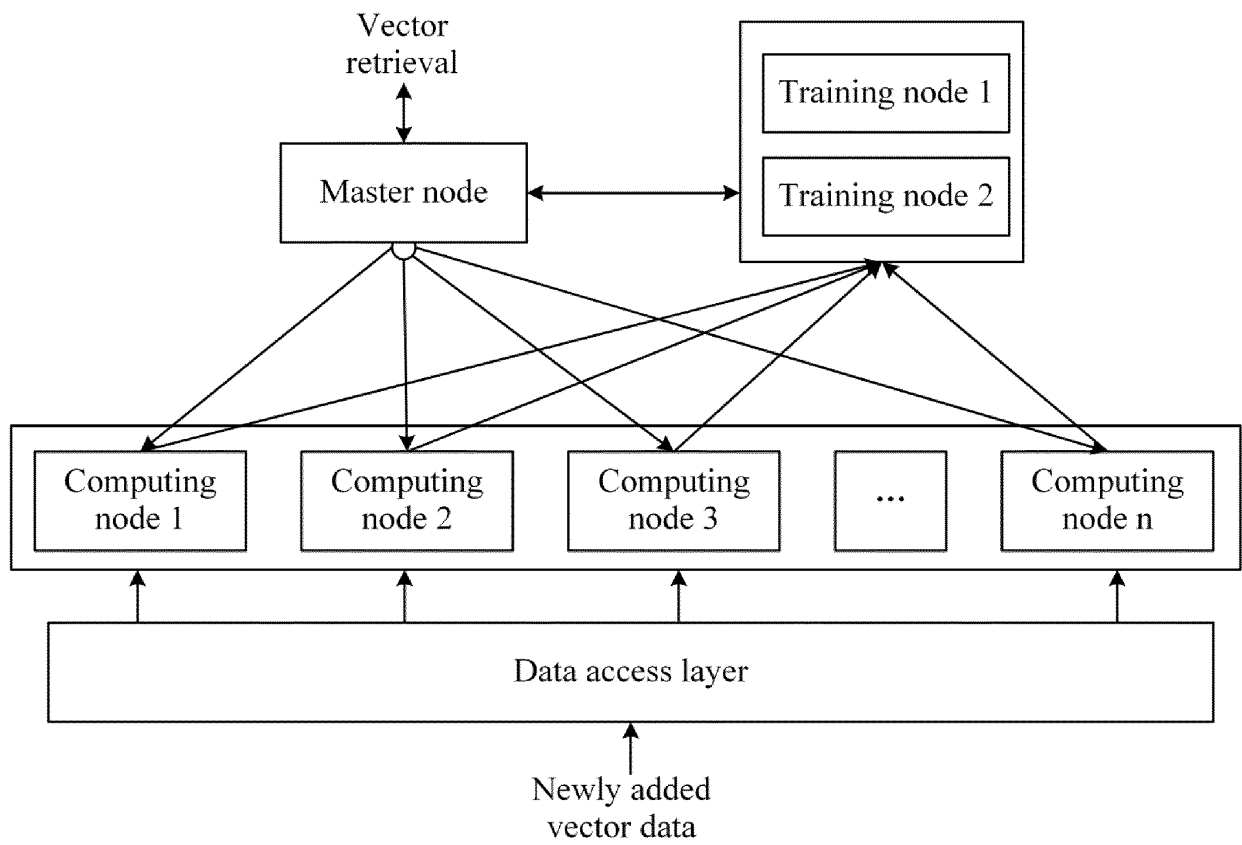 Vector
retrieval
Master node
Training node 1
Training node 2
Computing
node 1
Computing
node 2
Computing
node 3
...
Computing
node n
Data access layer
Newly added
vector data